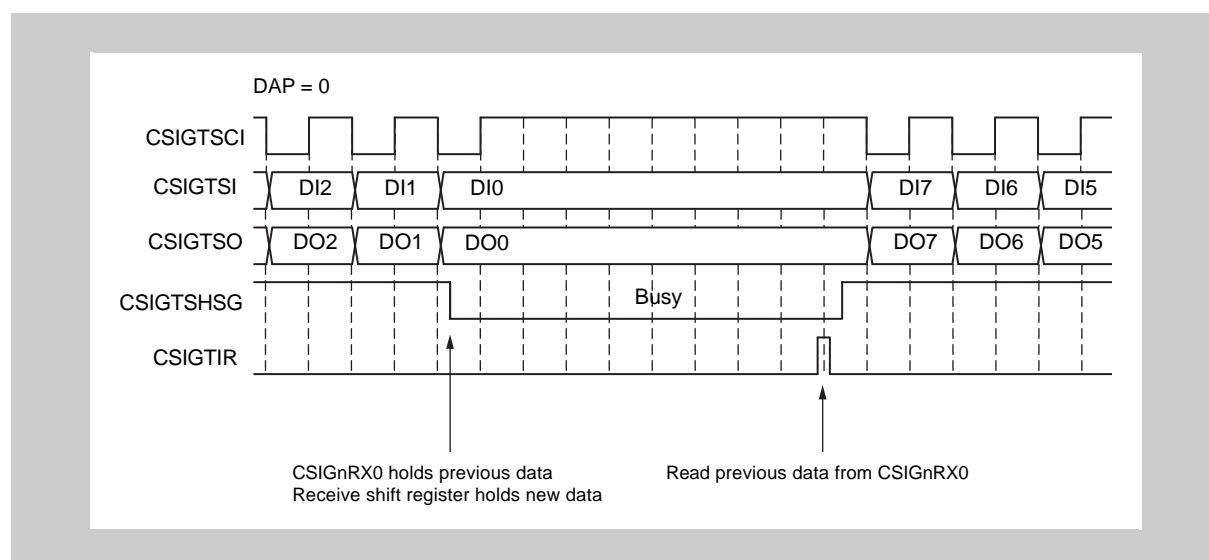 DAP = 0
CSIGTSCI
CSIGTSI DI2 DI1 DI0 DI7 DI6 DI5
CSIGTSO DO2 DO1 DO0 DO7 DO6 DO5
CSIGTSHSG Busy
CSIGTIR
CSIGnRX0 holds previous data
Receive shift register holds new data
Read previous data from CSIGnRX0